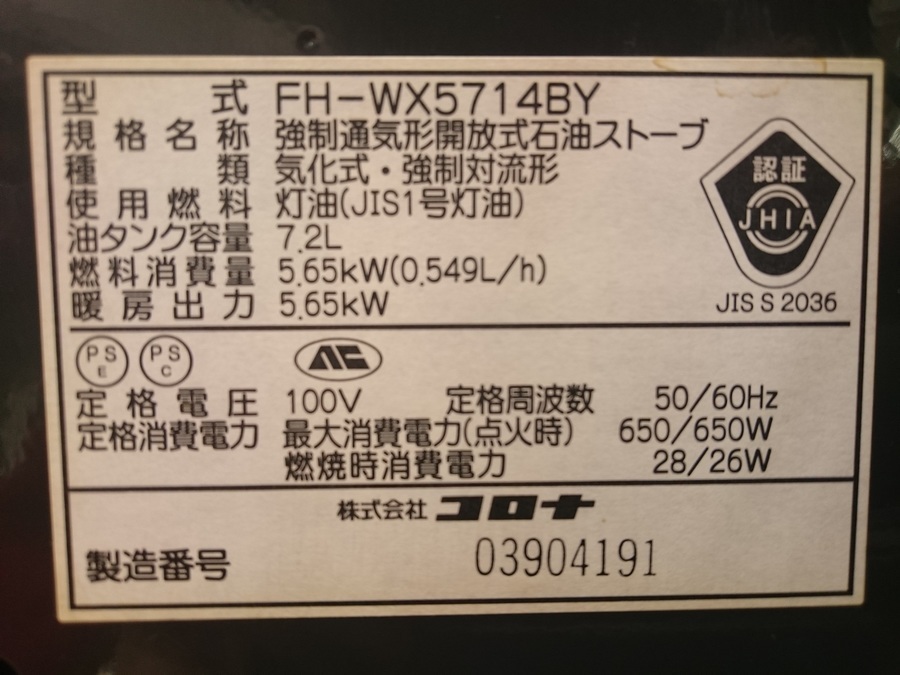 型式 FH-WX5714BY
規格名称 強制通気形開放式石油ストーブ
種類 気化式・強制対流形
使用燃料 灯油(JIS1号灯油)
油タンク容量 7.2L
燃料消費量 5.65kW(0.549L/h)
暖房出力 5.65kW
認証
JHIA
JIS S 2036
PS E PS C
定格電圧 100V 定格周波数 50/60Hz
定格消費電力 最大消費電力(点火時) 650/650W
燃焼時消費電力 28/26W
株式会社コロナ
製造番号 03904191